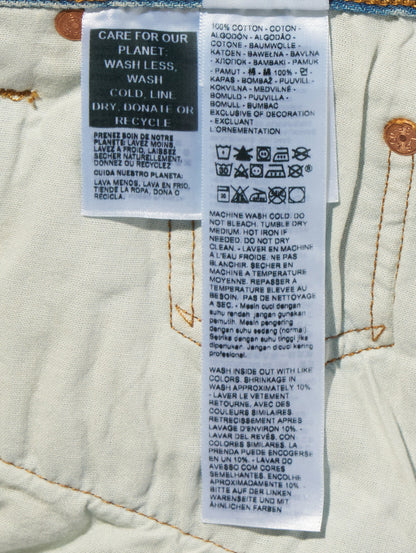 CARE FOR OUR
PLANET:
WASH LESS,
WASH
COLD, LINE
DRY, DONATE OR
RECYCLE
PRENEZ SOIN DE NOTRE
PLANÈTE: LAVEZ MOINS,
LAVEZ À FROID, LAISSEZ
SÉCHER NATURELLEMENT,
DONNEZ OU RECYCLEZ
CUIDA NUESTRO PLANETA:
LAVA MENOS, LAVA EN FRIO,
TIENDE LA ROPA, DONA O
RECICLA.
100% COTTON - COTON -
ALGODÓN - ALGODÃO -
COTONE - BAUMWOLLE -
KATOEN - BAWEŁNA - BAVLNA -
ХЛОПОК - BAMBAKI - PAMUK
- PAMUT - 棉 - 綿 100% -
KAPAS - BOMBAŽ - PUUVILL -
KOKVILNA - MEDVILNĖ -
BOMULD - PUUVILLA -
BOMULL - BUMBAC
EXCLUSIVE OF DECORATION
- EXCLUANT
L'ORNEMENTATION
MACHINE WASH COLD. DO
NOT BLEACH. TUMBLE DRY
MEDIUM. HOT IRON IF
NEEDED. DO NOT DRY
CLEAN. - LAVER EN MACHINE
A L'EAU FROIDE. NE PAS
BLANCHIR. SECHER EN
MACHINE A TEMPERATURE
MOYENNE. REPASSER A
TEMPERATURE ELEVEE AU
BESOIN. PAS DE NETTOYAGE
A SEC. - Mesin cuci dengan
suhu rendah jangan gunakan
pemutih. Mesin pengering
dengan suhu sedang (normal).
Setrika dengan suhu tinggi jika
diperlukan. Jangan dicuci kering
profesional.
WASH INSIDE OUT WITH LIKE
COLORS. SHRINKAGE IN
WASH APPROXIMATELY 10%.
- LAVER LE VETEMENT
RETOURNE, AVEC DES
COULEURS SIMILAIRES.
RETRECISSEMENT APRES
LAVAGE D'ENVIRON 10%. -
LAVAR DEL REVÉS, CON
COLORES SIMILARES. LA
PRENDA PUEDE ENCOGERSE
EN UN 10%. - LAVAR DO
AVESSO COM CORES
SEMELHANTES. ENCOLHE
APROXIMADAMENTE 10%. -
BITTE AUF DER LINKEN
WARENSEITE UND MIT
ÄHNLICHEN FARBEN